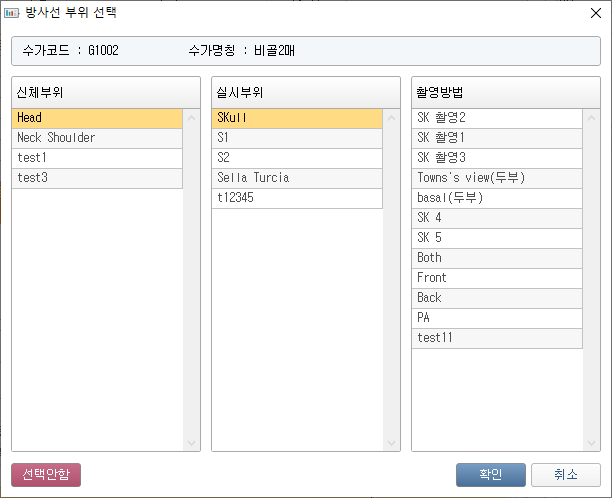 방사선 부위 선택
수가코드 : G1002 수가명칭 : 비골2매
신체부위
Head
Neck Shoulder
test1
test3
실시부위
SKull
S1
S2
Sella Turcia
t12345
촬영방법
SK 촬영2
SK 촬영1
SK 촬영3
Towns's view(두부)
basal(두부)
SK 4
SK 5
Both
Front
Back
PA
test11
선택안함
확인
취소